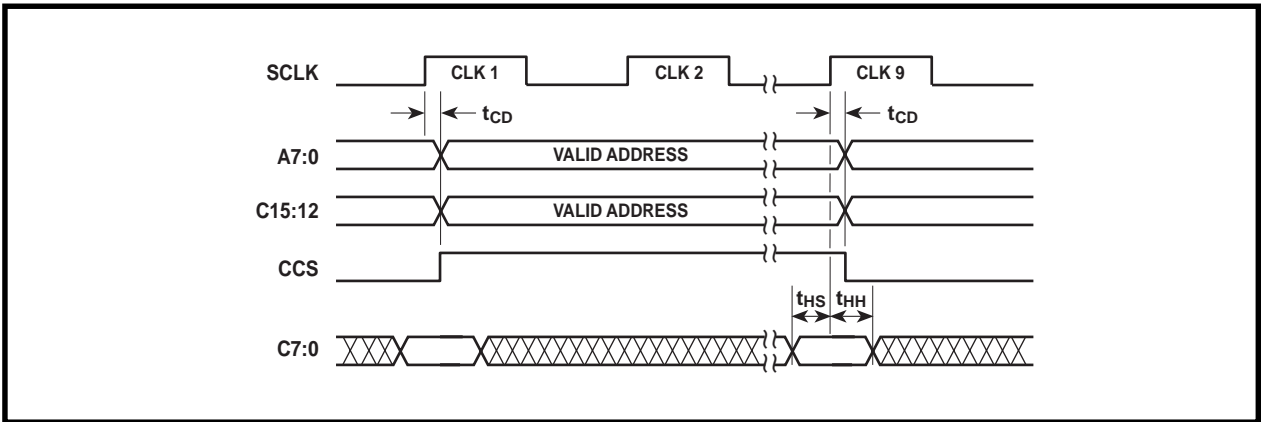 SCLK CLK 1 CLK 2 CLK 9
tCD tCD
A7:0 VALID ADDRESS
C15:12 VALID ADDRESS
CCS
tHS tHH
C7:0